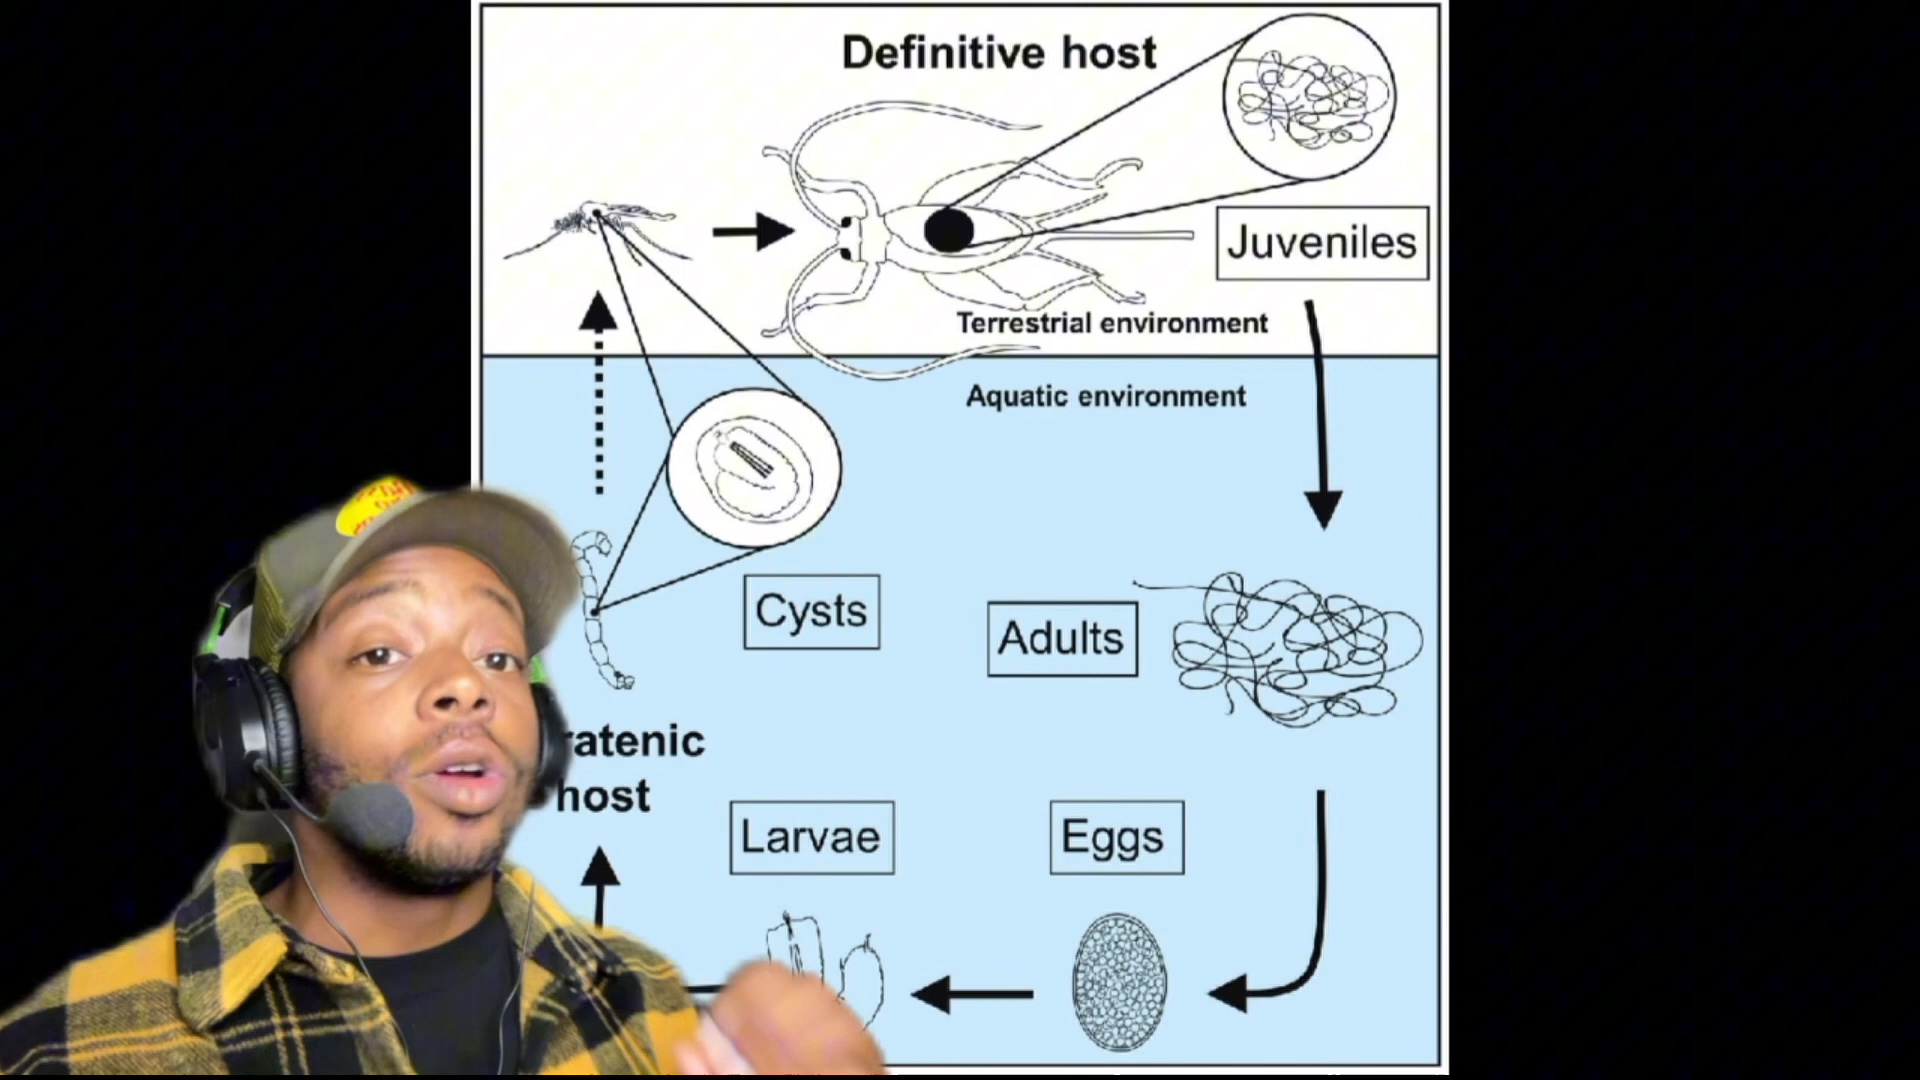 Definitive host
Juveniles
Terrestrial environment
Aquatic environment
Cysts
Adults
ratenic
host
Larvae
Eggs